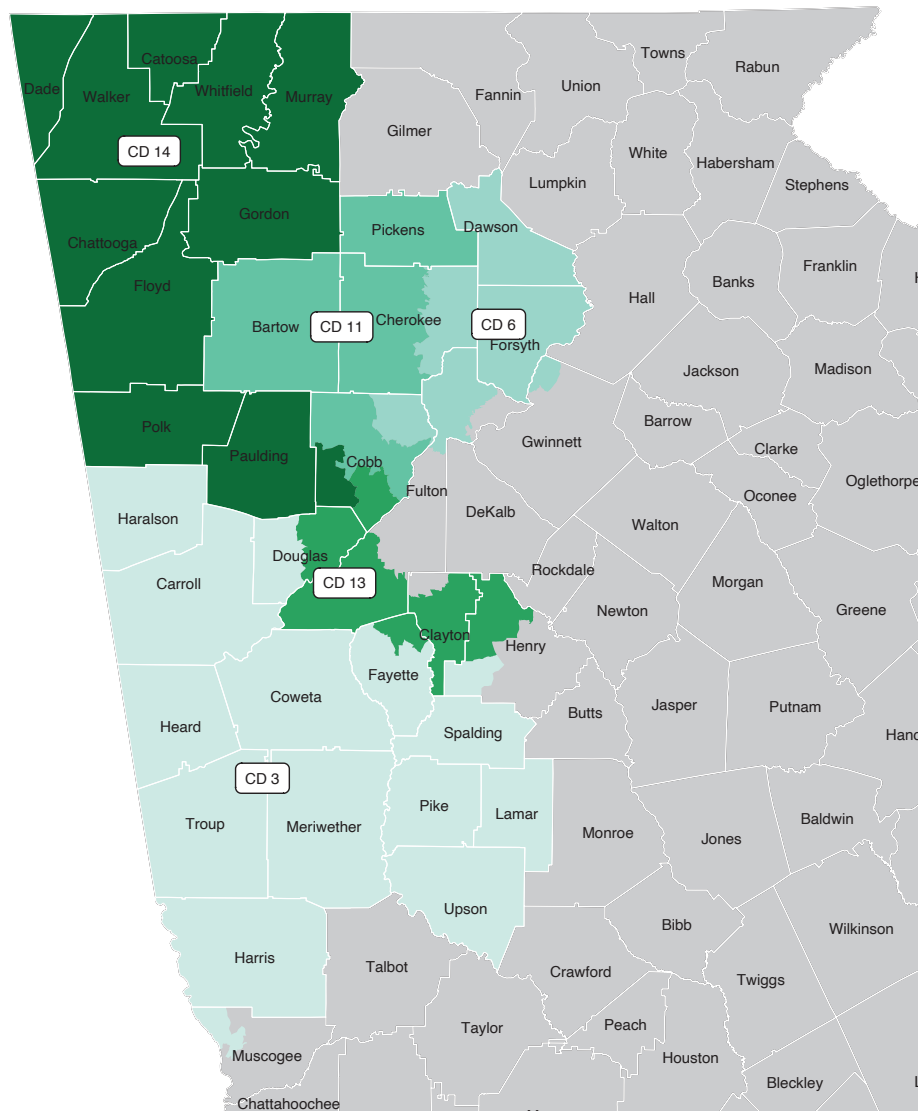 Towns
Rabun
Catoosa
Union
Dade
Walker
Whitfield
Murray
Fannin
Gilmer
CD 14
White
Habersham
Lumpkin
Stephens
Gordon
Pickens
Dawson
Chattooga
Franklin
Floyd
Hall
Banks
Bartow
CD 11
Cherokee
CD 6
Forsyth
Jackson
Madison
Polk
Barrow
Gwinnett
Clarke
Paulding
Cobb
Oglethorpe
Fulton
Oconee
Haralson
DeKalb
Walton
Douglas
Rockdale
Carroll
CD 13
Morgan
Newton
Greene
Clayton
Henry
Fayette
Coweta
Heard
Butts
Jasper
Putnam
Spalding
Hanc
CD 3
Pike
Lamar
Troup
Meriwether
Monroe
Jones
Baldwin
Upson
Bibb
Wilkinson
Harris
Talbot
Crawford
Twiggs
Taylor
Peach
Muscogee
Houston
Bleckley
Chattahoochee